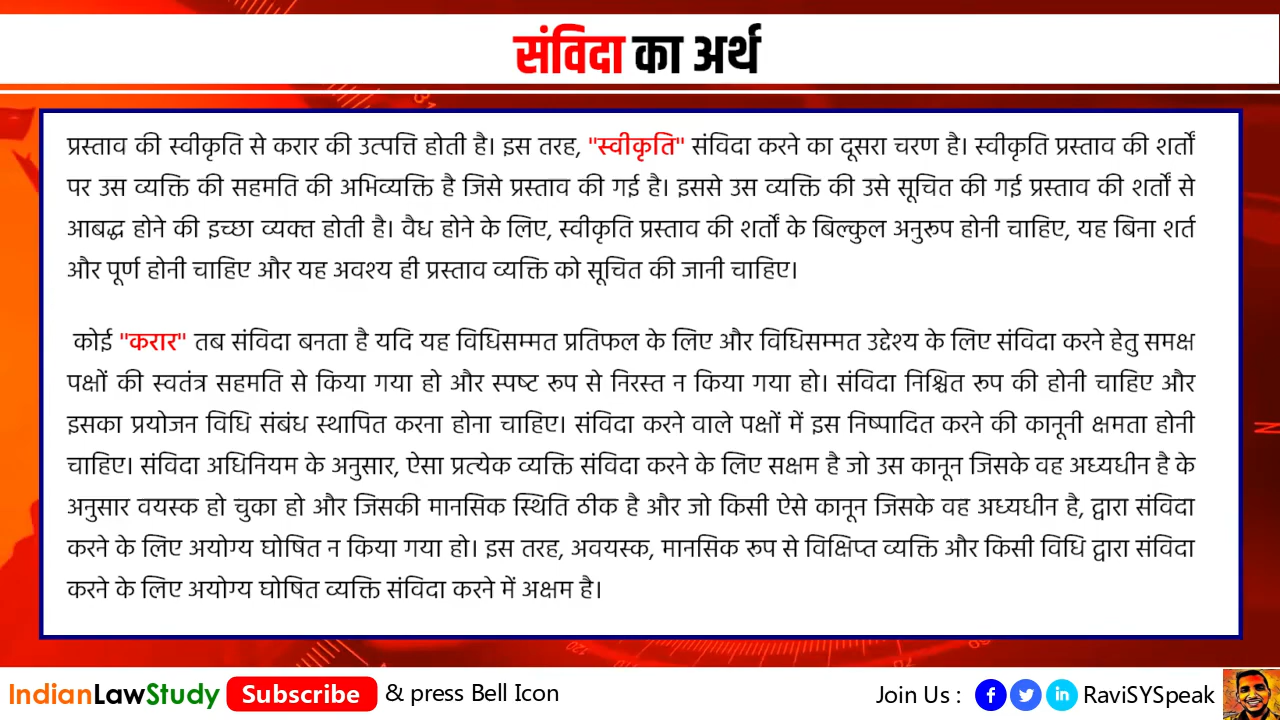 संविदा का अर्थ
प्रस्ताव की स्वीकृति से करार की उत्पत्ति होती है। इस तरह, "स्वीकृति" संविदा करने का दूसरा चरण है। स्वीकृति प्रस्ताव की शर्तों
पर उस व्यक्ति की सहमति की अभिव्यक्ति है जिसे प्रस्ताव की गई है। इससे उस व्यक्ति की उसे सूचित की गई प्रस्ताव की शर्तों से
आबद्ध होने की इच्छा व्यक्त होती है। वैध होने के लिए, स्वीकृति प्रस्ताव की शर्तों के बिल्कुल अनुरूप होनी चाहिए, यह बिना शर्त
और पूर्ण होनी चाहिए और यह अवश्य ही प्रस्ताव व्यक्ति को सूचित की जानी चाहिए।
कोई "करार" तब संविदा बनता है यदि यह विधिसम्मत प्रतिफल के लिए और विधिसम्मत उद्देश्य के लिए संविदा करने हेतु समक्ष
पक्षों की स्वतंत्र सहमति से किया गया हो और स्पष्ट रूप से निरस्त न किया गया हो। संविदा निश्चित रूप की होनी चाहिए और
इसका प्रयोजन विधि संबंध स्थापित करना होना चाहिए। संविदा करने वाले पक्षों में इस निष्पादित करने की कानूनी क्षमता होनी
चाहिए। संविदा अधिनियम के अनुसार, ऐसा प्रत्येक व्यक्ति संविदा करने के लिए सक्षम है जो उस कानून जिसके वह अध्यधीन है के
अनुसार वयस्क हो चुका हो और जिसकी मानसिक स्थिति ठीक है और जो किसी ऐसे कानून जिसके वह अध्यधीन है, द्वारा संविदा
करने के लिए अयोग्य घोषित न किया गया हो। इस तरह, अवयस्क, मानसिक रूप से विक्षिप्त व्यक्ति और किसी विधि द्वारा संविदा
करने के लिए अयोग्य घोषित व्यक्ति संविदा करने में अक्षम है।
IndianLawStudy Subscribe & press Bell Icon Join Us : RaviSYSpeak